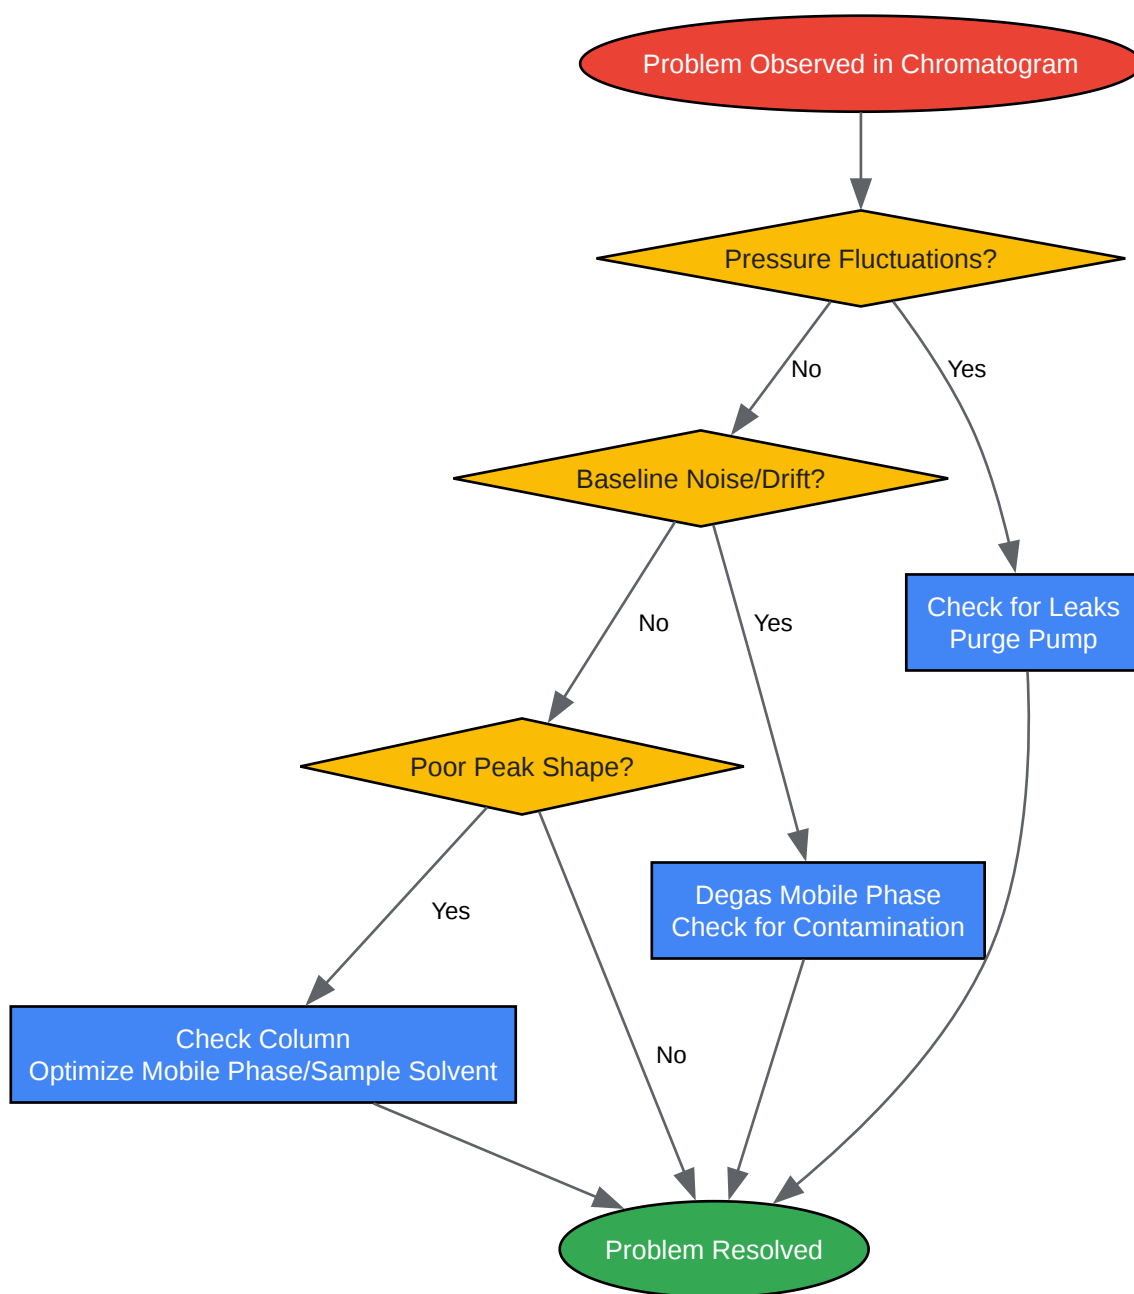 Problem Observed in Chromatogram
Pressure Fluctuations?
No
Yes
Baseline Noise/Drift?
Check for Leaks
Purge Pump
No
Yes
Poor Peak Shape?
Degas Mobile Phase
Check for Contamination
Yes
Check Column
Optimize Mobile Phase/Sample Solvent
No
Problem Resolved